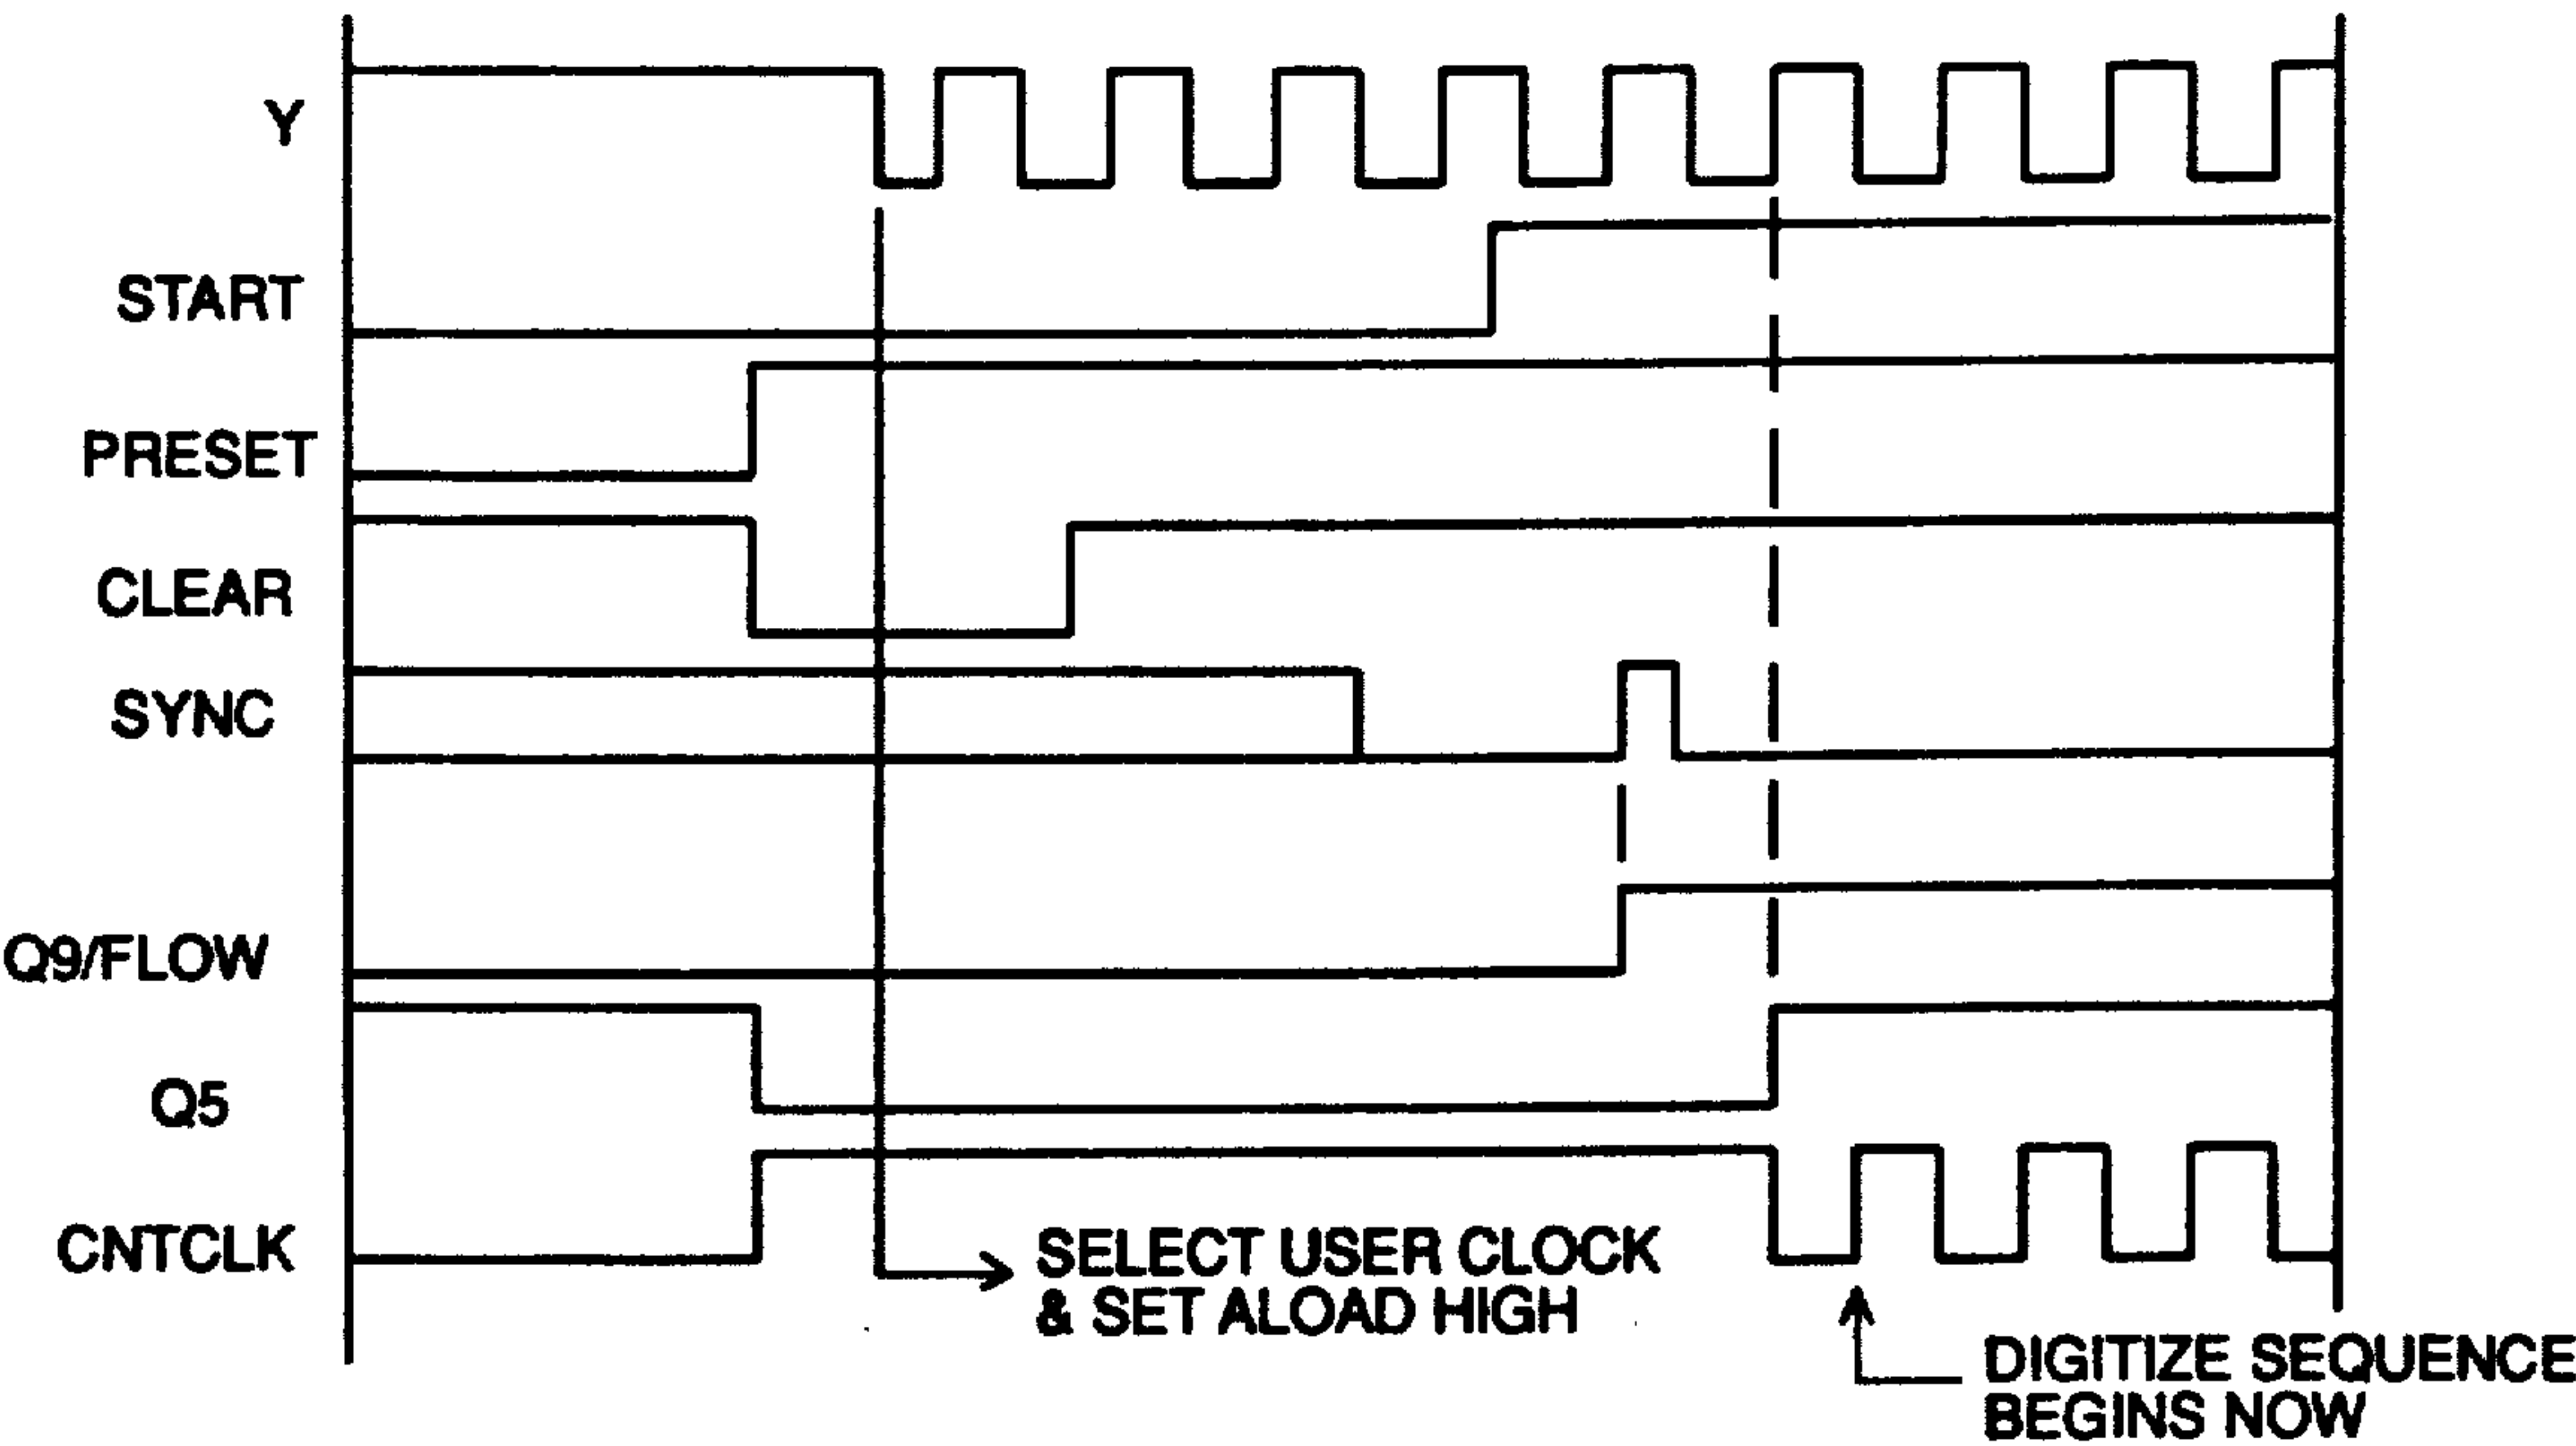 Y
START
PRESET
CLEAR
SYNC
Q9/FLOW
Q5
CNTCLK
SELECT USER CLOCK
& SET ALOAD HIGH
DIGITIZE SEQUENCE
BEGINS NOW